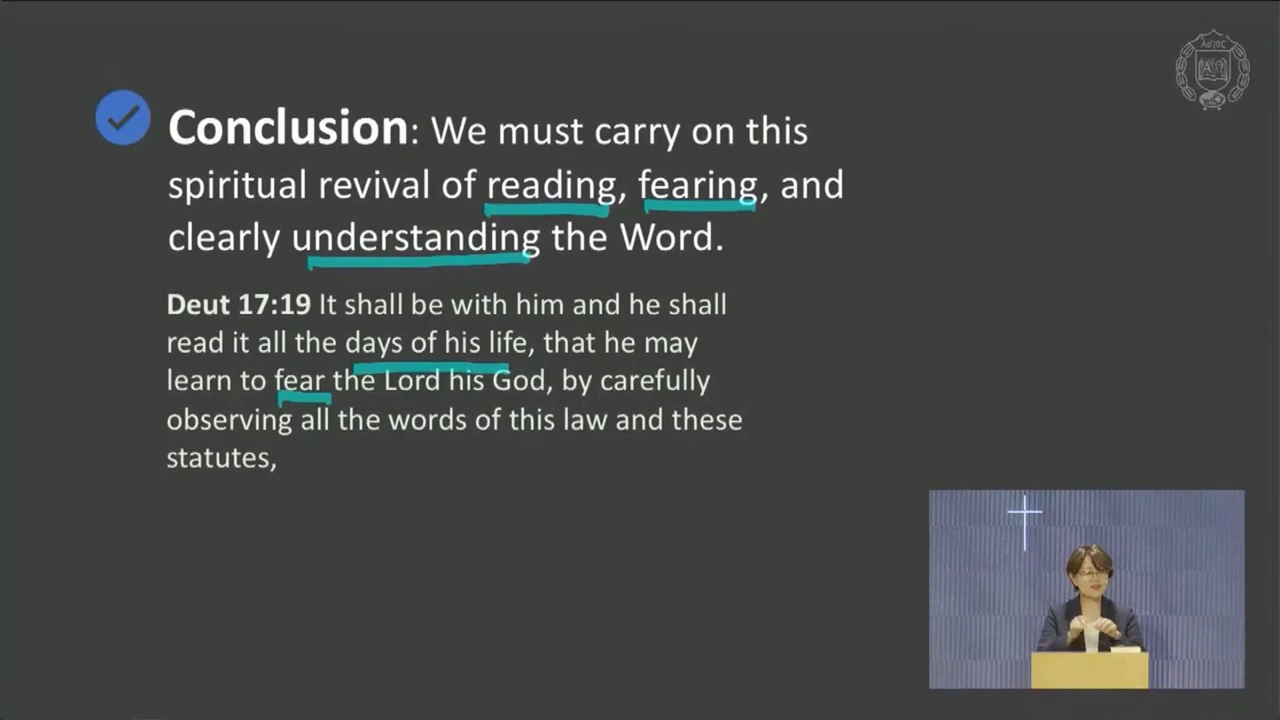 λόγος
Conclusion: We must carry on this
spiritual revival of reading, fearing, and
clearly understanding the Word.
Deut 17:19 It shall be with him and he shall
read it all the days of his life, that he may
learn to fear the Lord his God, by carefully
observing all the words of this law and these
statutes,